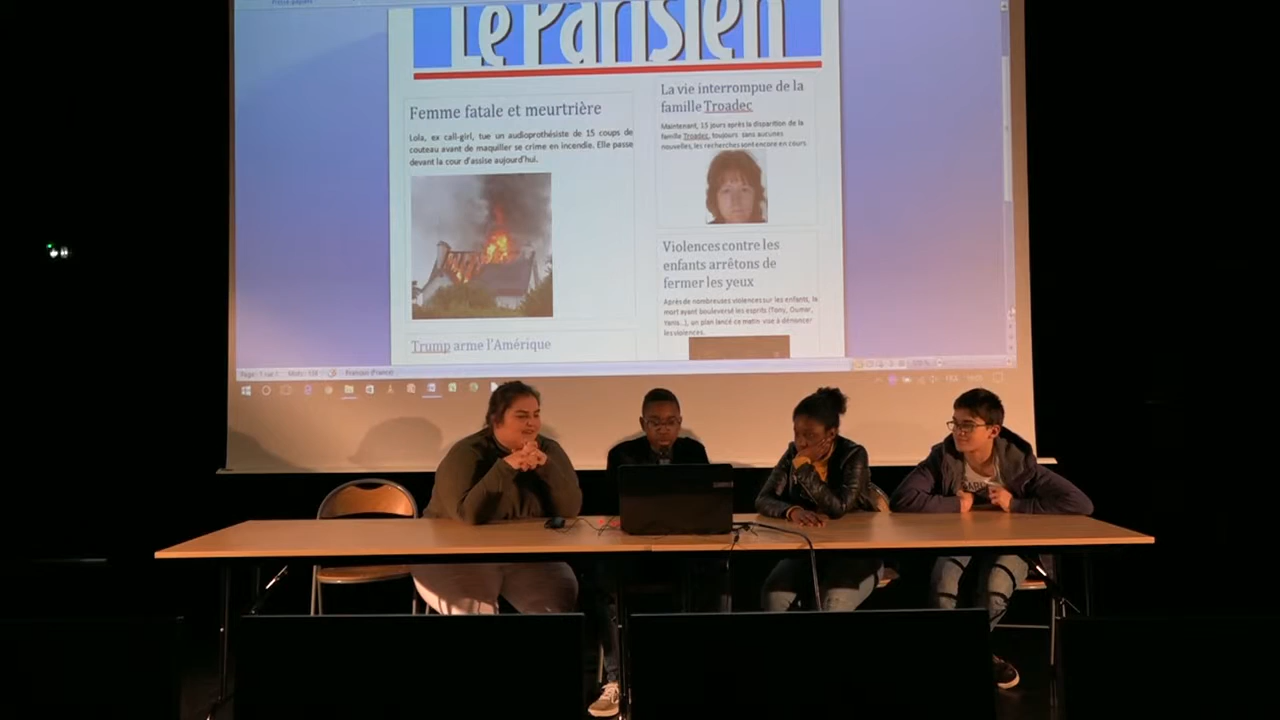 Le Parisien
Femme fatale et meurtrière
Lola, ex call-girl, tue un audioprothésiste de 15 coups de
couteau avant de maquiller se crime en incendie. Elle passe
devant la cour d'assise aujourd'hui.
Trump arme l'Amérique
La vie interrompue de la
famille Troadec
Maintenant, 15 jours après la disparition de la
famille Troadec, toujours sans aucunes
nouvelles, les recherches sont encore en cours
Violences contre les
enfants arrêtons de
fermer les yeux
Après de nombreuses violences sur les enfants, la
mort ayant bouleversé les esprits (Tony, Oumar,
Yanis...), un plan lancé ce matin vise à dénoncer
les violences.
Français (France)